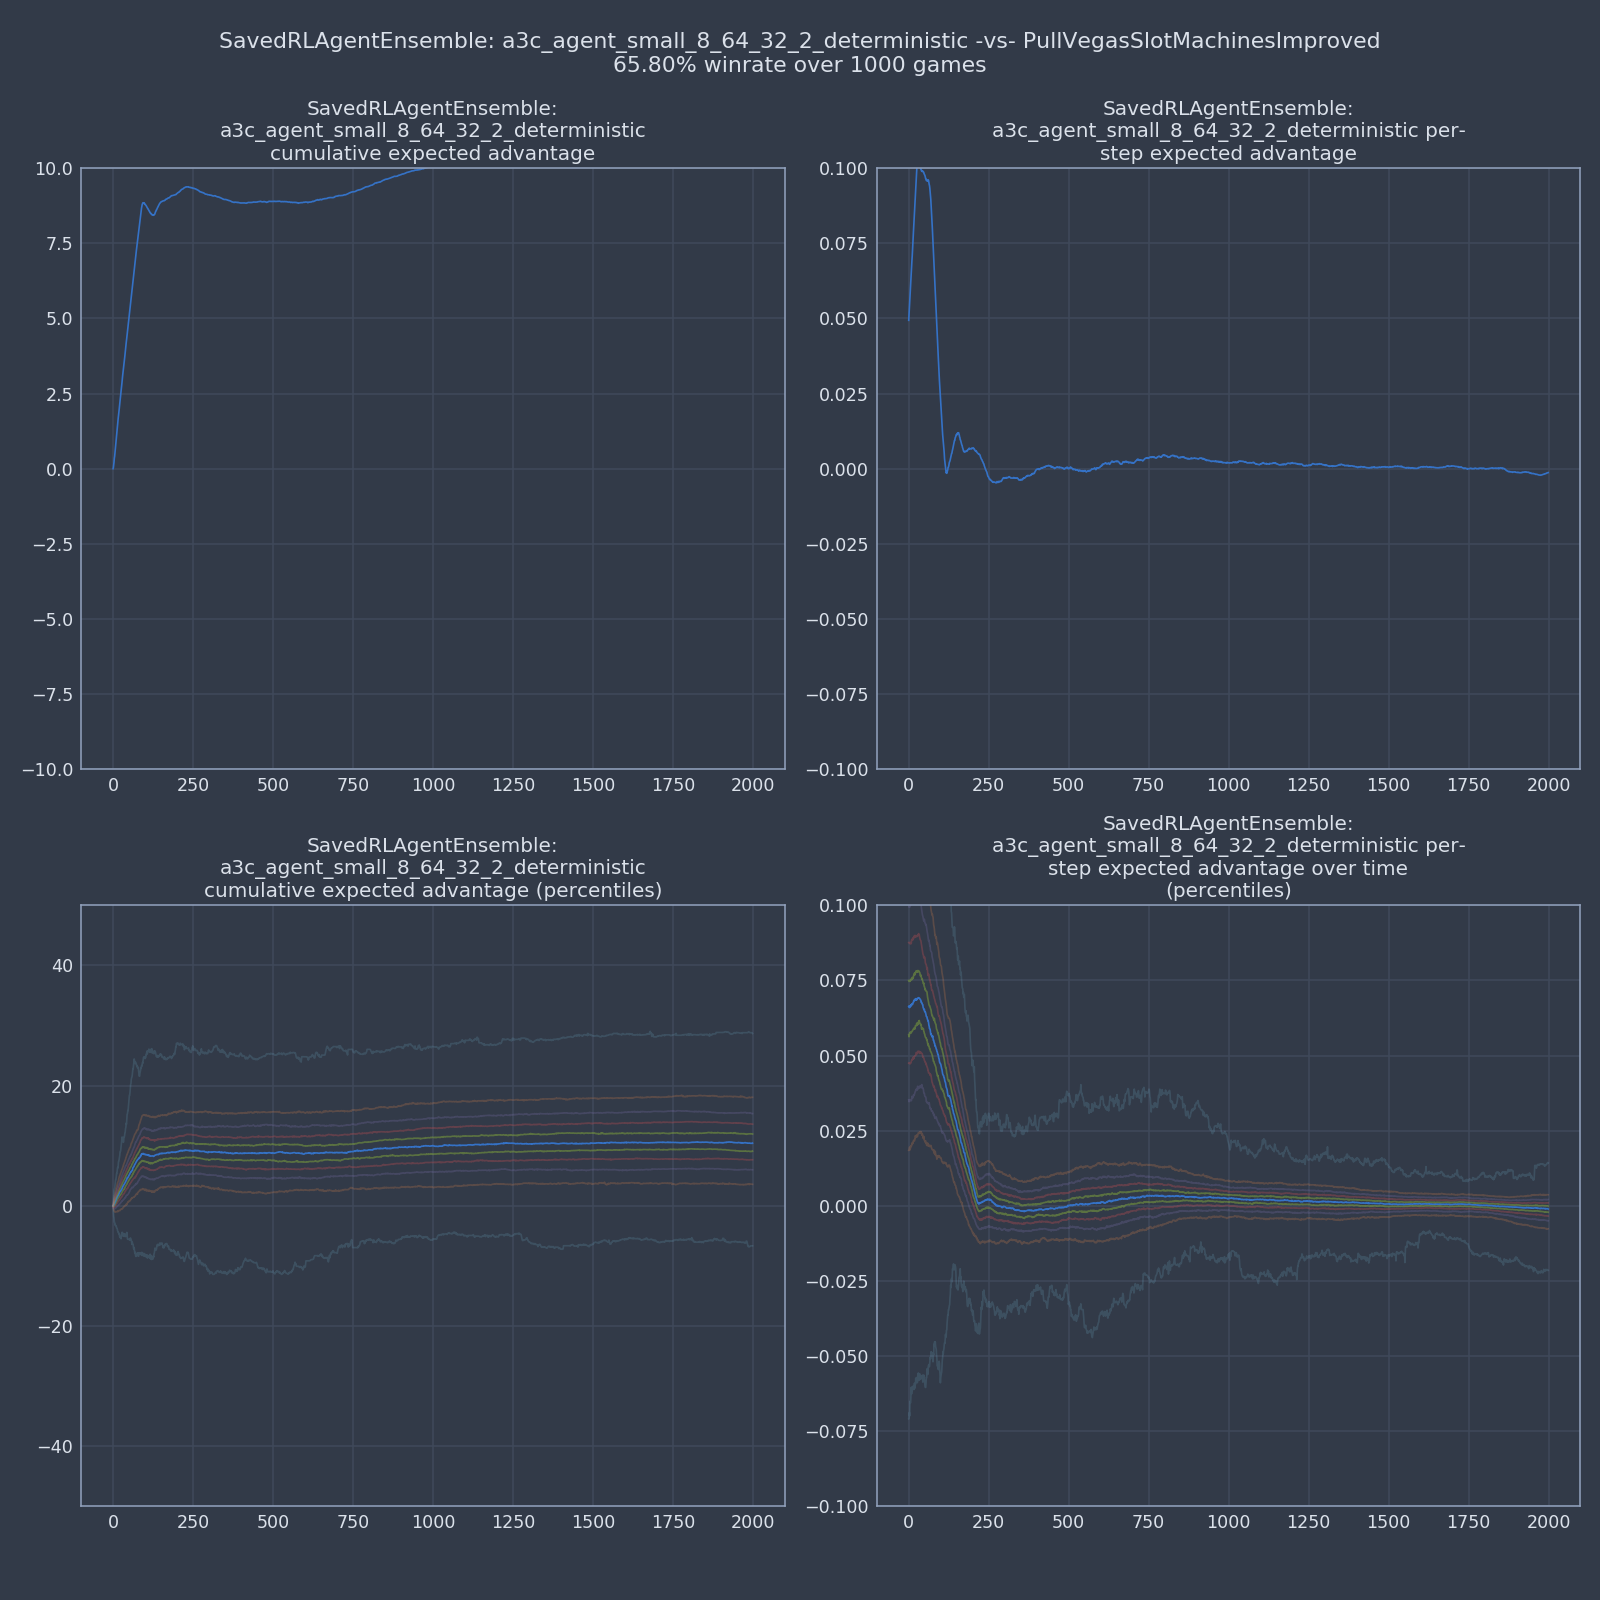 SavedRLAgentEnsemble: a3c_agent_small_8_64_32_2_deterministic -vs- PullVegasSlotMachinesImproved
65.80% winrate over 1000 games
SavedRLAgentEnsemble:
a3c_agent_small_8_64_32_2_deterministic
cumulative expected advantage
10.0
7.5
5.0
2.5
0.0
−2.5
−5.0
−7.5
−10.0
0 250 500 750 1000 1250 1500 1750 2000
SavedRLAgentEnsemble:
a3c_agent_small_8_64_32_2_deterministic per-
step expected advantage
0.100
0.075
0.050
0.025
0.000
−0.025
−0.050
−0.075
−0.100
0 250 500 750 1000 1250 1500 1750 2000
SavedRLAgentEnsemble:
a3c_agent_small_8_64_32_2_deterministic
cumulative expected advantage (percentiles)
40
20
0
−20
−40
0 250 500 750 1000 1250 1500 1750 2000
SavedRLAgentEnsemble:
a3c_agent_small_8_64_32_2_deterministic per-
step expected advantage over time
(percentiles)
0.100
0.075
0.050
0.025
0.000
−0.025
−0.050
−0.075
−0.100
0 250 500 750 1000 1250 1500 1750 2000